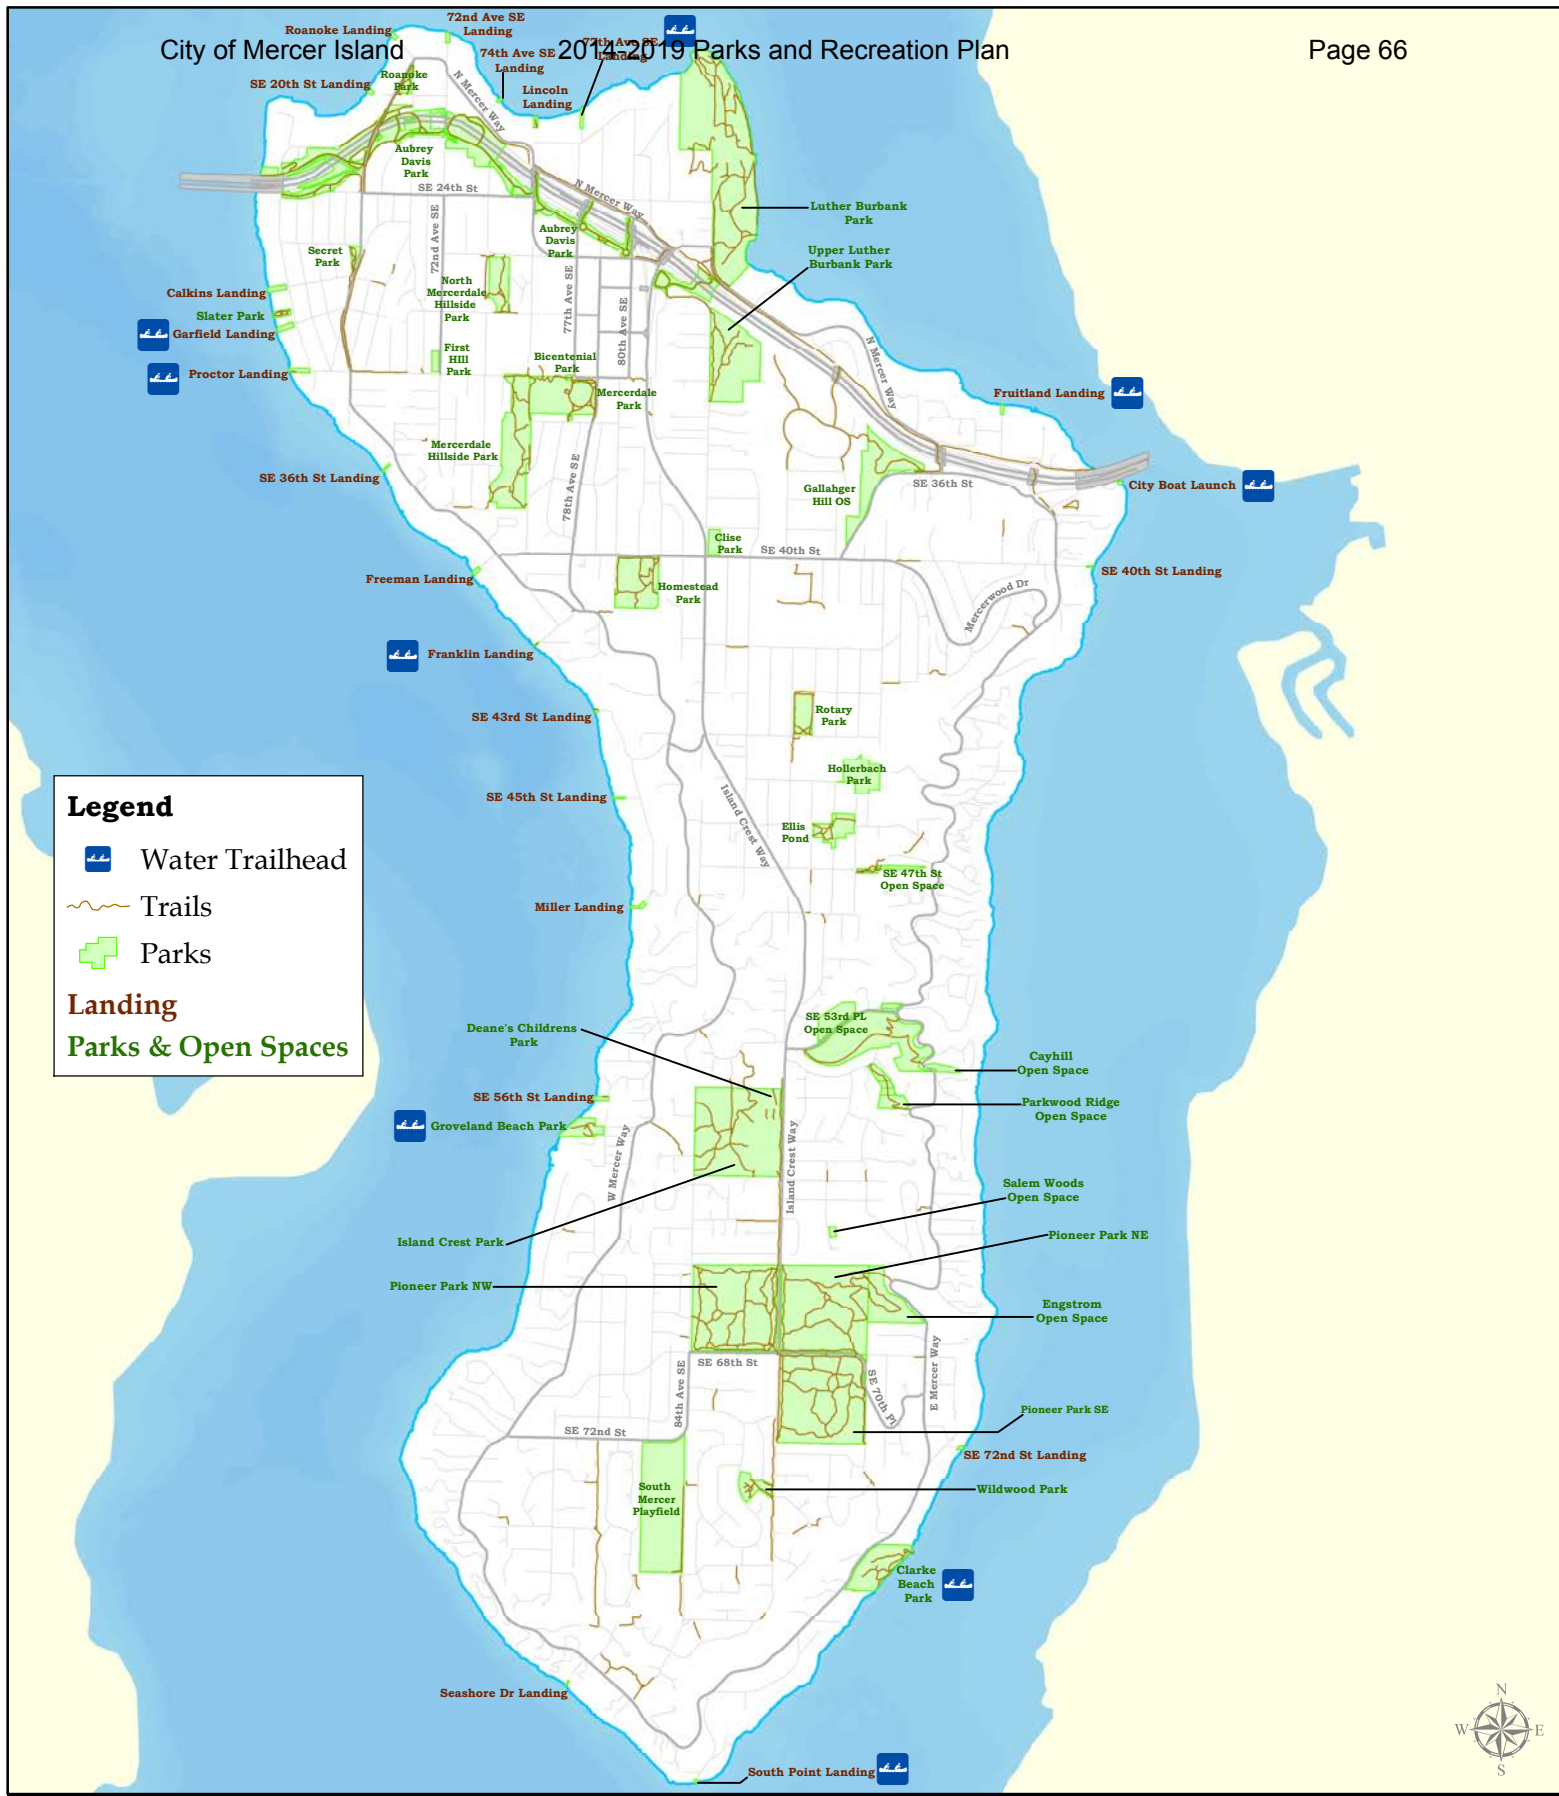 City of Mercer Island
2014-2019 Parks and Recreation Plan
Page 66
Roanoke Landing
72nd Ave SE
Landing
74th Ave SE
Landing
77th Ave SE
Landing
SE 20th St Landing
Roanoke
Park
Lincoln
Landing
N Mercer Way
Aubrey
Davis
Park
SE 24th St
N Mercer Way
Luther Burbank
Park
72nd Ave SE
Aubrey
Davis
Park
Upper Luther
Burbank Park
Secret
Park
Calkins Landing
Slater Park
Garfield Landing
Proctor Landing
North
Mercerdale
Hillside
Park
77th Ave SE
80th Ave SE
First
HIll
Park
Bicentenial
Park
Mercerdale
Park
N Mercer Way
Fruitland Landing
Mercerdale
Hillside Park
SE 36th St Landing
78th Ave SE
Gallahger
Hill OS
SE 36th St
City Boat Launch
Clise
Park
SE 40th St
Freeman Landing
Homestead
Park
Mercerwood Dr
SE 40th St Landing
Franklin Landing
SE 43rd St Landing
Rotary
Park
Hollerbach
Park
SE 45th St Landing
Island Crest Way
Ellis
Pond
SE 47th St
Open Space
Miller Landing
Legend
Water Trailhead
Trails
Parks
Landing
Parks & Open Spaces
Deane's Childrens
Park
SE 53rd PL
Open Space
Cayhill
Open Space
SE 56th St Landing
Parkwood Ridge
Open Space
Groveland Beach Park
W Mercer Way
Island Crest Way
Salem Woods
Open Space
Island Crest Park
Pioneer Park NE
Pioneer Park NW
Engstrom
Open Space
SE 68th St
84th Ave SE
SE 70th Pl
E Mercer Way
SE 72nd St
Pioneer Park SE
SE 72nd St Landing
South
Mercer
Playfield
Wildwood Park
Clarke
Beach
Park
Seashore Dr Landing
South Point Landing
N
W
E
S